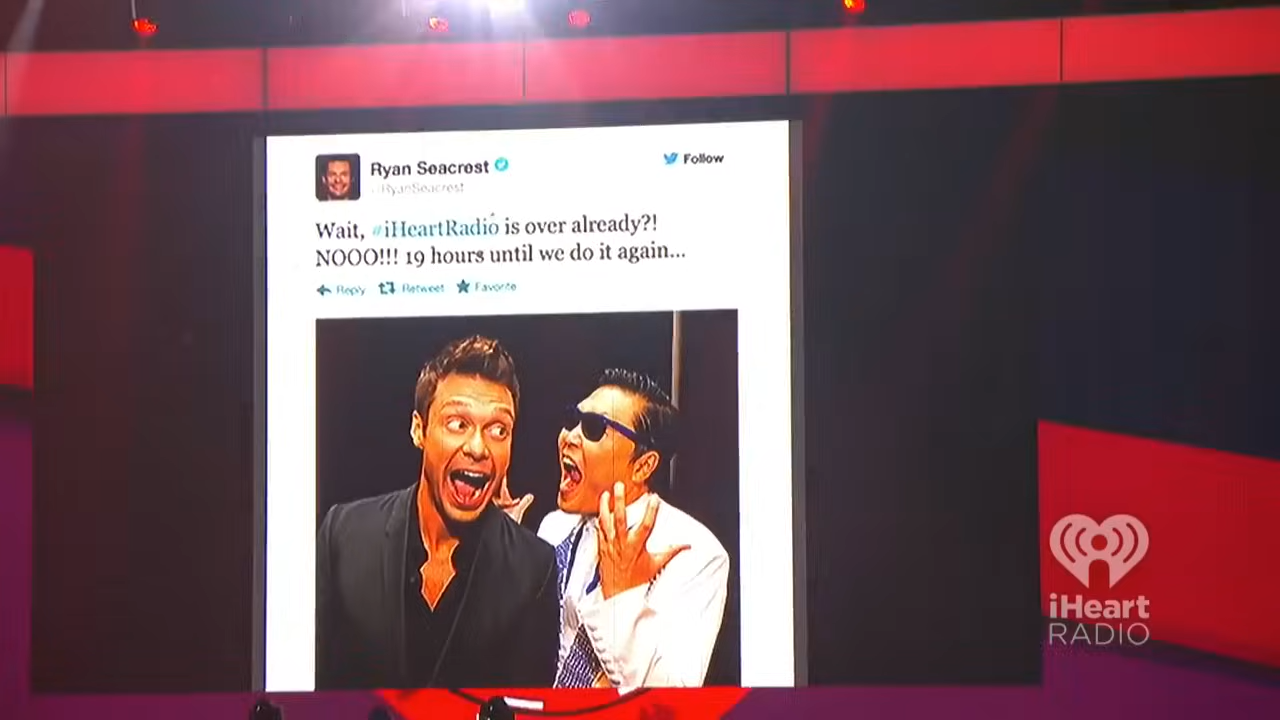 Ryan Seacrest
Follow
@RyanSeacrest
Wait, #iHeartRadio is over already?!
NOOO!!! 19 hours until we do it again...
Reply Retweet Favorite
iHeart
RADIO